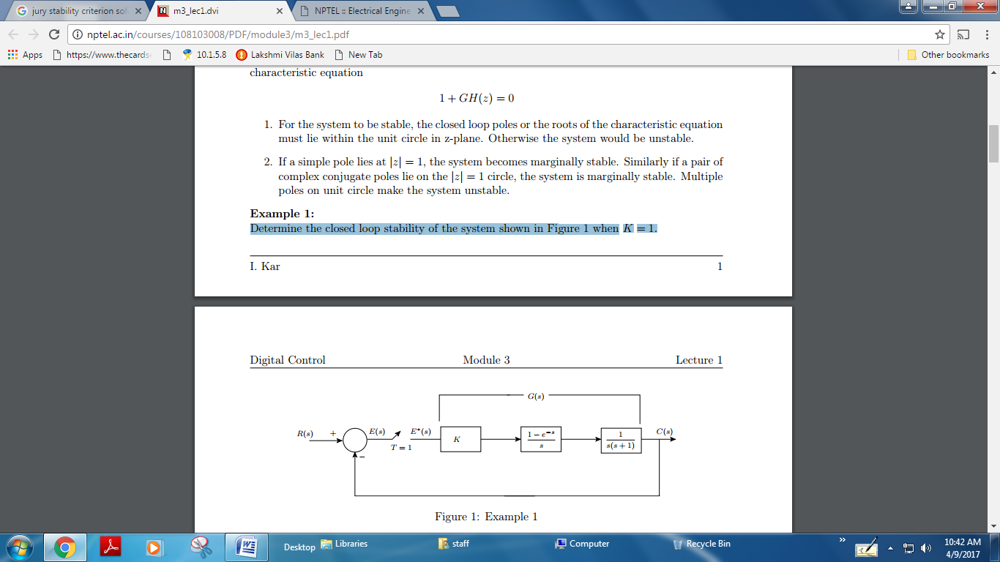 jury stability criterion sol
m3_lec1.dvi
NPTEL :: Electrical Engine
nptel.ac.in/courses/108103008/PDF/module3/m3_lec1.pdf
Apps
https://www.thecards
10.1.5.8
Lakshmi Vilas Bank
New Tab
Other bookmarks
characteristic equation
1 + GH(z) = 0
1. For the system to be stable, the closed loop poles or the roots of the characteristic equation
must lie within the unit circle in z-plane. Otherwise the system would be unstable.
2. If a simple pole lies at |z| = 1, the system becomes marginally stable. Similarly if a pair of
complex conjugate poles lie on the |z| = 1 circle, the system is marginally stable. Multiple
poles on unit circle make the system unstable.
Example 1:
Determine the closed loop stability of the system shown in Figure 1 when K = 1.
I. Kar 1
Digital Control Module 3 Lecture 1
G(s)
R(s) + E(s) E*(s) K 1 − e^−s / s 1 / s(s + 1) C(s)
T = 1
−
Figure 1: Example 1
Desktop
Libraries
staff
Computer
Recycle Bin
»
10:42 AM
4/9/2017